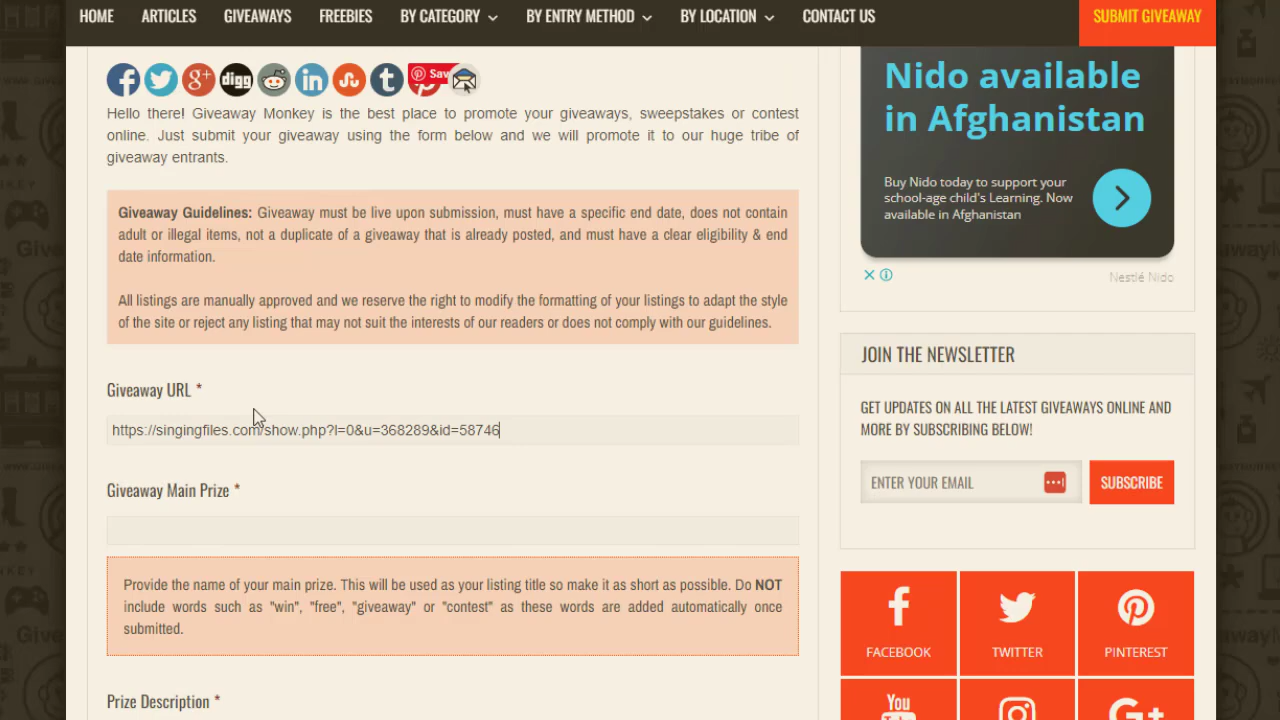 HOME ARTICLES GIVEAWAYS FREEBIES BY CATEGORY BY ENTRY METHOD BY LOCATION CONTACT US SUBMIT GIVEAWAY
digg in t Sav
Hello there! Giveaway Monkey is the best place to promote your giveaways, sweepstakes or contest
online. Just submit your giveaway using the form below and we will promote it to our huge tribe of
giveaway entrants.
Giveaway Guidelines: Giveaway must be live upon submission, must have a specific end date, does not contain
adult or illegal items, not a duplicate of a giveaway that is already posted, and must have a clear eligibility & end
date information.
All listings are manually approved and we reserve the right to modify the formatting of your listings to adapt the style
of the site or reject any listing that may not suit the interests of our readers or does not comply with our guidelines.
Giveaway URL *
https://singingfiles.com/show.php?l=0&u=368289&id=58746
Giveaway Main Prize *
Provide the name of your main prize. This will be used as your listing title so make it as short as possible. Do NOT
include words such as "win", "free", "giveaway" or "contest" as these words are added automatically once
submitted.
Prize Description *
Nido available
in Afghanistan
Buy Nido today to support your
school-age child's Learning. Now
available in Afghanistan
Nestlé Nido
JOIN THE NEWSLETTER
GET UPDATES ON ALL THE LATEST GIVEAWAYS ONLINE AND
MORE BY SUBSCRIBING BELOW!
ENTER YOUR EMAIL SUBSCRIBE
FACEBOOK TWITTER PINTEREST
You
G+